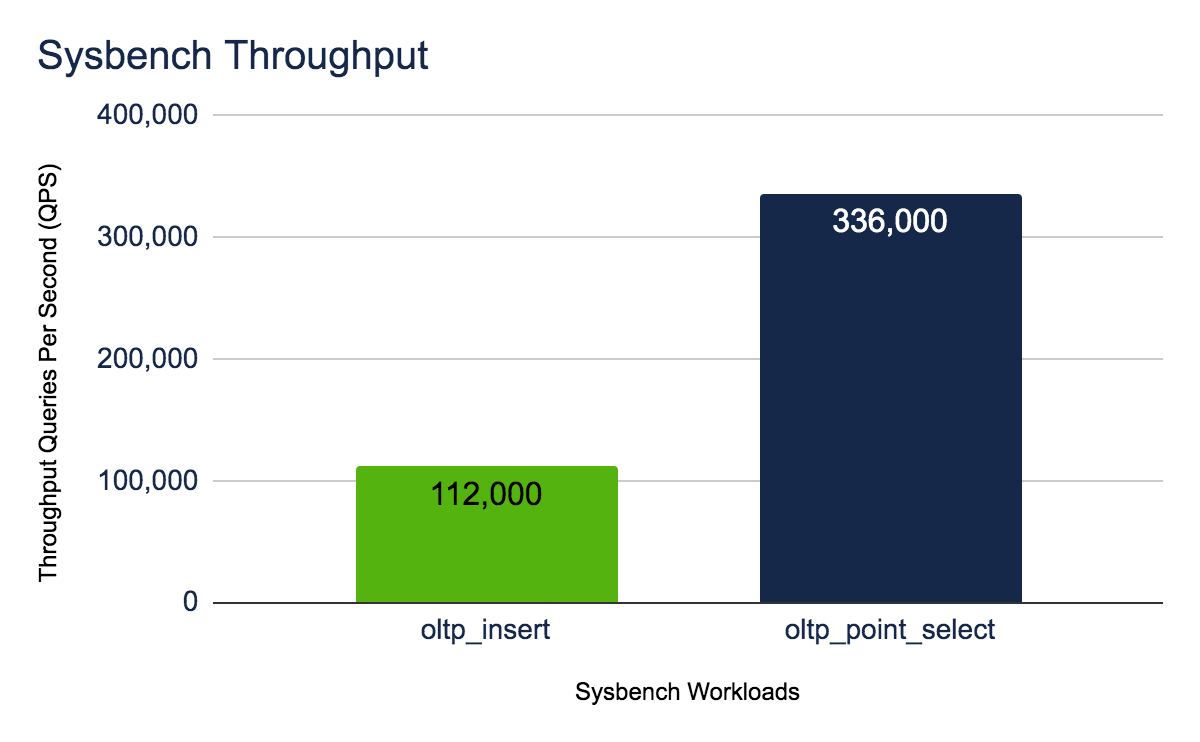 Sysbench Throughput
Throughput Queries Per Second (QPS)
400,000
300,000
200,000
100,000
0
336,000
112,000
oltp_insert
oltp_point_select
Sysbench Workloads